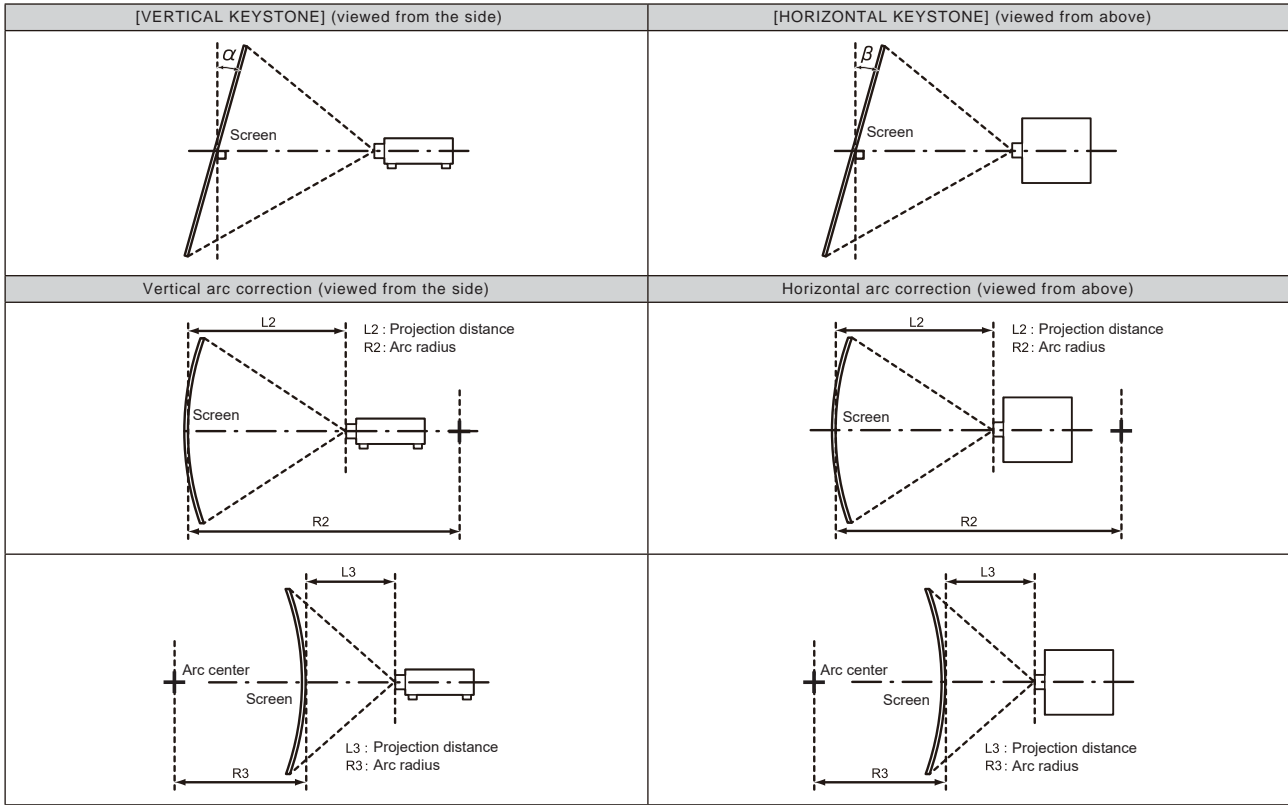 [VERTICAL KEYSTONE] (viewed from the side)
[HORIZONTAL KEYSTONE] (viewed from above)
α
Screen
β
Screen
Vertical arc correction (viewed from the side)
Horizontal arc correction (viewed from above)
L2
L2 : Projection distance
R2 : Arc radius
Screen
R2
L2
L2 : Projection distance
R2 : Arc radius
Screen
R2
L3
Arc center
Screen
L3 : Projection distance
R3 : Arc radius
R3
L3
Arc center
Screen
L3 : Projection distance
R3 : Arc radius
R3